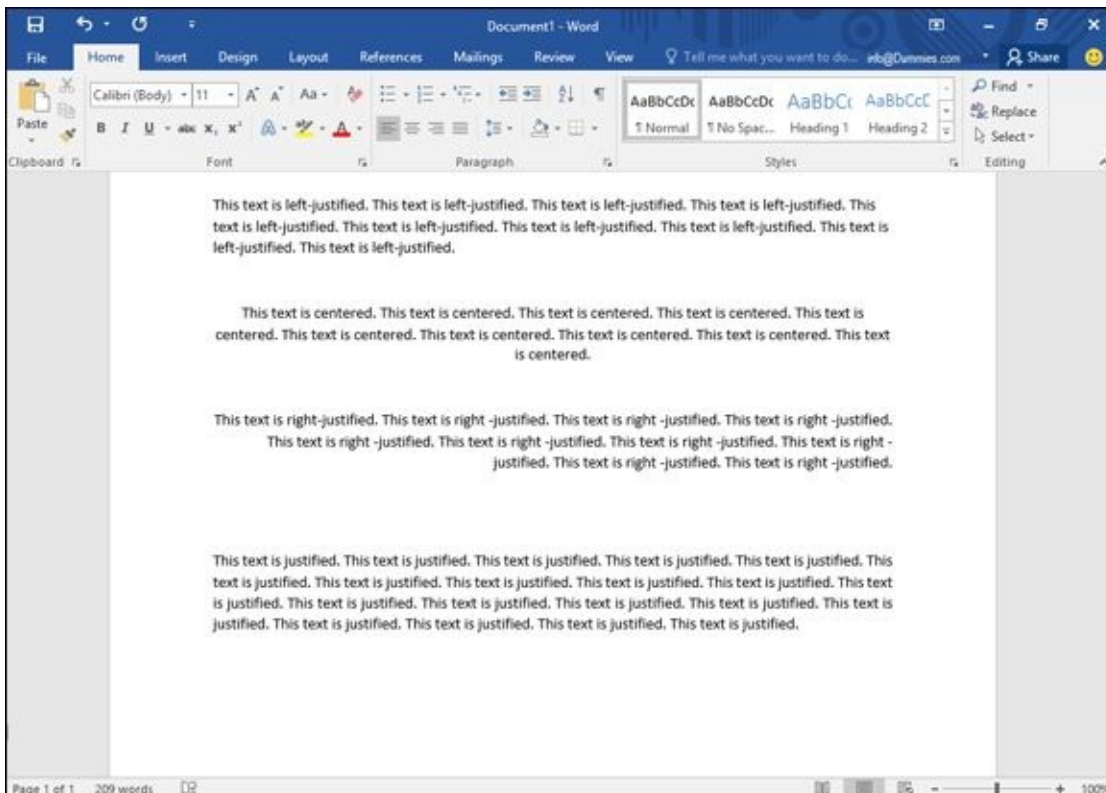 Document1 - Word
File Home Insert Design Layout References Mailings Review View Tell me what you want to do... info@Dummies.com Share
Calibri (Body) 11 A A Aa AaBbCcDc AaBbCcDc AaBbCc AaBbCcC Find
Paste B I U abc X₂ X² A ab A ¶ Normal ¶ No Spac... Heading 1 Heading 2 Replace
Select
Clipboard Font Paragraph Styles Editing
This text is left-justified. This text is left-justified. This text is left-justified. This text is left-justified. This
text is left-justified. This text is left-justified. This text is left-justified. This text is left-justified. This text is
left-justified. This text is left-justified.
This text is centered. This text is centered. This text is centered. This text is centered. This text is
centered. This text is centered. This text is centered. This text is centered. This text is centered. This text
is centered.
This text is right-justified. This text is right -justified. This text is right -justified. This text is right -justified.
This text is right -justified. This text is right -justified. This text is right -justified. This text is right -
justified. This text is right -justified. This text is right -justified.
This text is justified. This text is justified. This text is justified. This text is justified. This text is justified. This
text is justified. This text is justified. This text is justified. This text is justified. This text is justified. This text
is justified. This text is justified. This text is justified. This text is justified. This text is justified. This text is
justified. This text is justified. This text is justified. This text is justified. This text is justified.
Page 1 of 1 209 words 100%